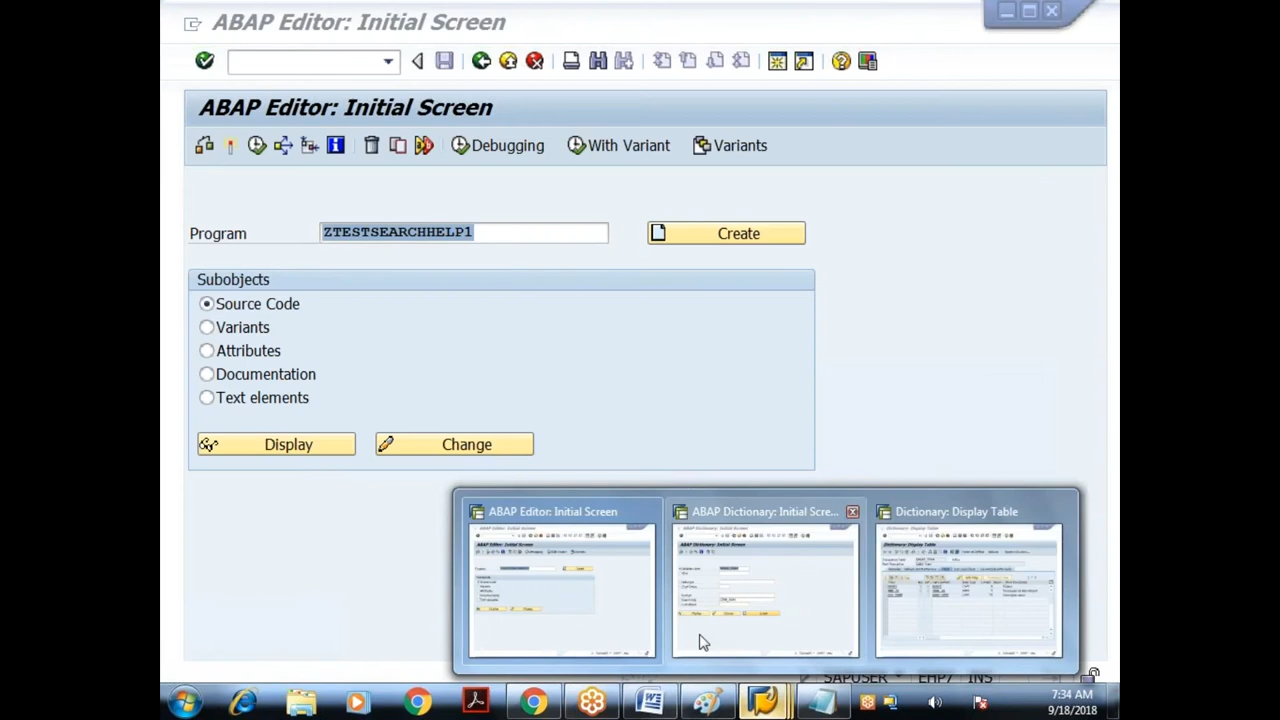 ABAP Editor: Initial Screen
ABAP Editor: Initial Screen
Debugging With Variant Variants
Program ZTESTSEARCHHELP1 Create
Subobjects
Source Code
Variants
Attributes
Documentation
Text elements
Display Change
ABAP Editor: Initial Screen ABAP Dictionary: Initial Scre... Dictionary: Display Table
SAPUSER EHP7 INS
7:34 AM
9/18/2018